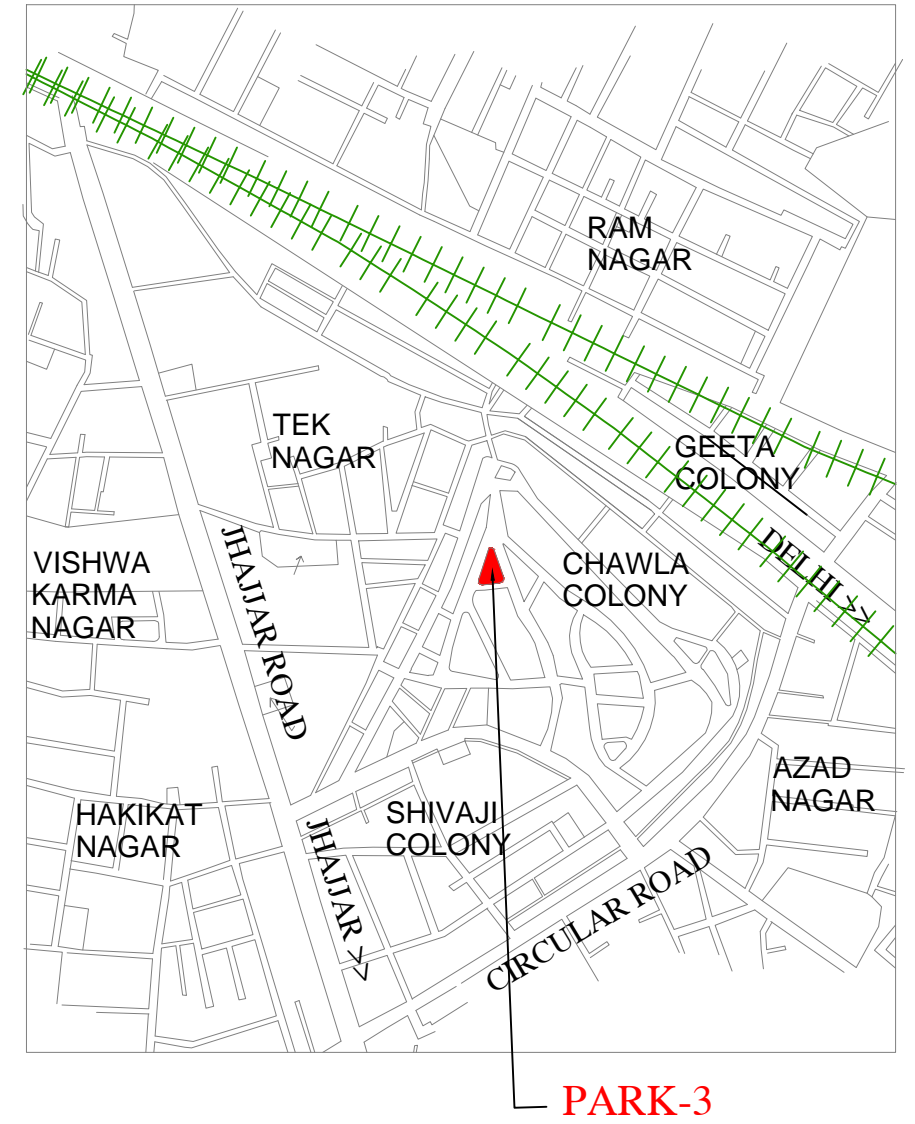 RAM
NAGAR
TEK
NAGAR
GEETA
COLONY
DELHI >>
VISHWA
KARMA
NAGAR
JHAJJAR ROAD
CHAWLA
COLONY
AZAD
NAGAR
HAKIKAT
NAGAR
SHIVAJI
COLONY
JHAJJAR >>
CIRCULAR ROAD
PARK-3